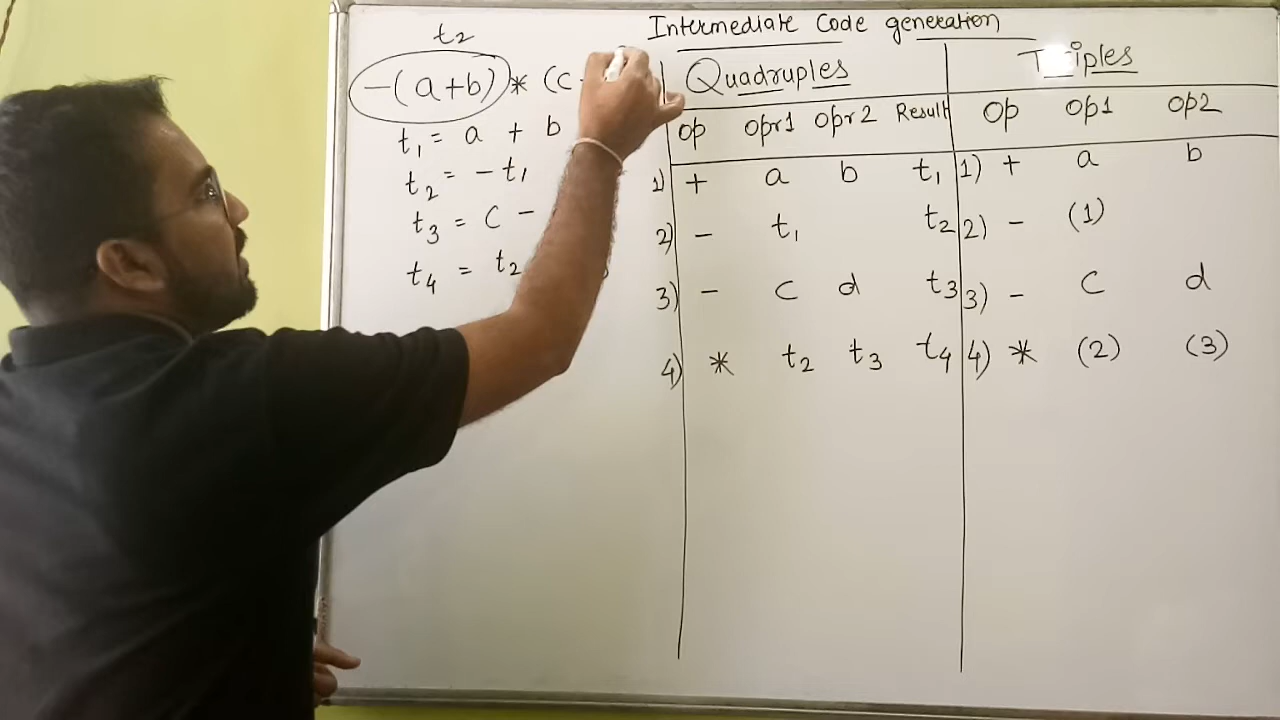 Intermediate Code generation
t2
-(a+b) * (c
t1 = a + b
t2 = - t1
t3 = c -
t4 = t2
Quadruples
op opr1 opr2 Result
1) + a b t1
2) - t1 t2
3) - c d t3
4) * t2 t3 t4
Triples
op op1 op2
1) + a b
2) - (1)
3) - c d
4) * (2) (3)